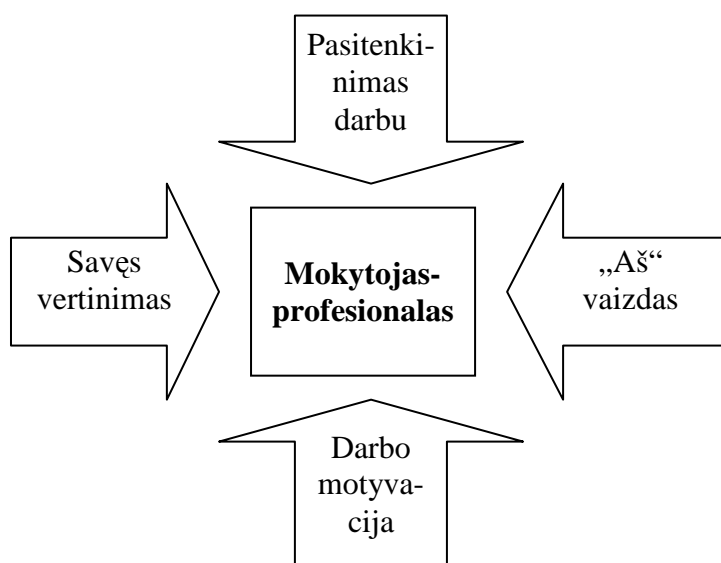 Pasitenki-
nimas
darbu
Savęs
vertinimas
Mokytojas-
profesionalas
„Aš“
vaizdas
Darbo
motyva-
cija